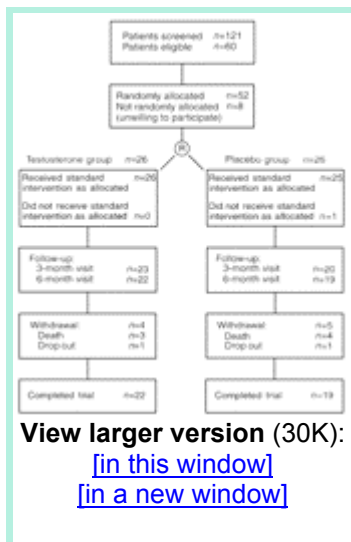 Patients screened n=121
Patients eligible n=60
Randomly allocated n=52
Not randomly allocated n=8
(unwilling to participate)
R
Testosterone group n=26
Placebo group n=26
Received standard n=26
intervention as allocated
Did not receive standard
intervention as allocated n=0
Received standard n=25
intervention as allocated
Did not receive standard
intervention as allocated n=1
Follow-up:
3-month visit n=23
6-month visit n=22
Follow-up:
3-month visit n=20
6-month visit n=19
Withdrawal n=4
Death n=3
Drop out n=1
Withdrawal n=5
Death n=4
Drop out n=1
Completed trial n=22
Completed trial n=19
View larger version (30K):
[in this window]
[in a new window]